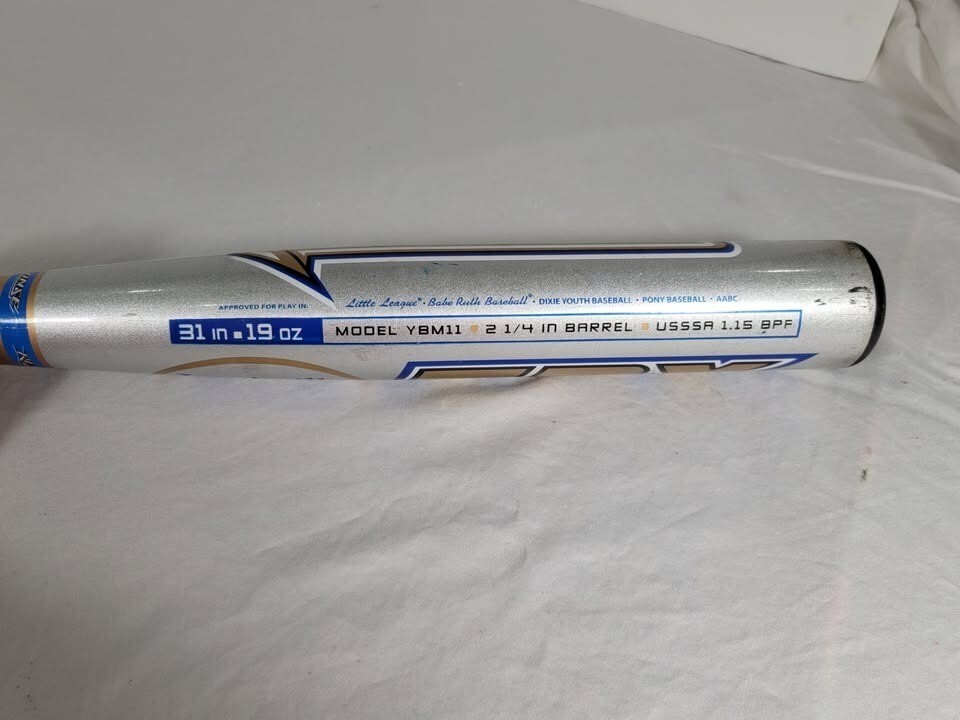 APPROVED FOR PLAY IN: Little League® · Babe Ruth Baseball® · DIXIE YOUTH BASEBALL · PONY BASEBALL · AABC
31 in ▪ 19 oz MODEL YBM11 ▪ 2 1/4 IN BARREL ▪ USSSA 1.15 BPF